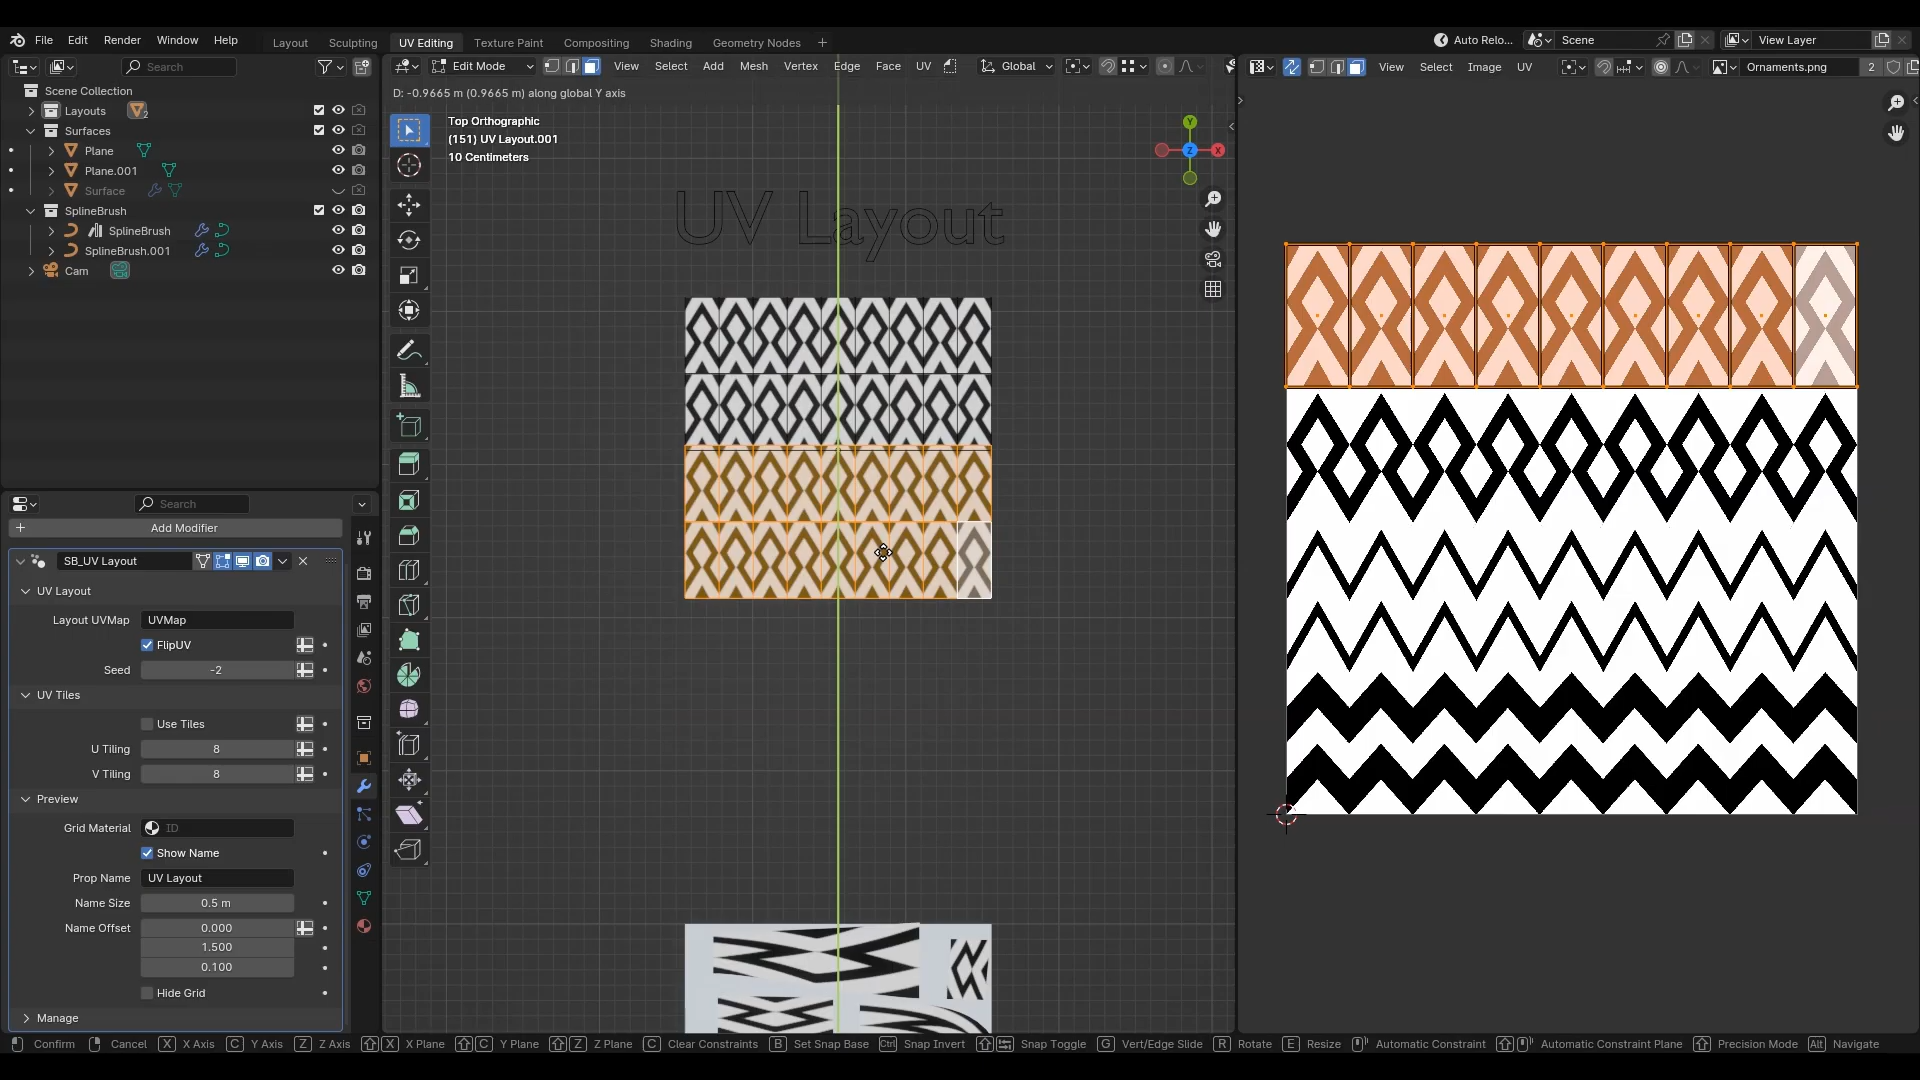 File Edit Render Window Help
Layout Sculpting UV Editing Texture Paint Compositing Shading Geometry Nodes +
Auto Relo... Scene View Layer
Search
Edit Mode View Select Add Mesh Vertex Edge Face UV Global
View Select Image UV Ornaments.png 2
Scene Collection
Layouts 2
Surfaces
Plane
Plane.001
Surface
SplineBrush
SplineBrush
SplineBrush.001
Cam
D: -0.9665 m (0.9665 m) along global Y axis
Top Orthographic
(151) UV Layout.001
10 Centimeters
Y
Z
X
UV Layout
Search
+ Add Modifier
SB_UV Layout
UV Layout
Layout UVMap UVMap
FlipUV
Seed -2
UV Tiles
Use Tiles
U Tiling 8
V Tiling 8
Preview
Grid Material ID
Show Name
Prop Name UV Layout
Name Size 0.5 m
Name Offset 0.000
1.500
0.100
Hide Grid
Manage
Confirm Cancel X X Axis C Y Axis Z Z Axis X X Plane C Y Plane Z Z Plane C Clear Constraints B Set Snap Base Ctrl Snap Invert Snap Toggle G Vert/Edge Slide R Rotate E Resize Automatic Constraint Automatic Constraint Plane Precision Mode Alt Navigate